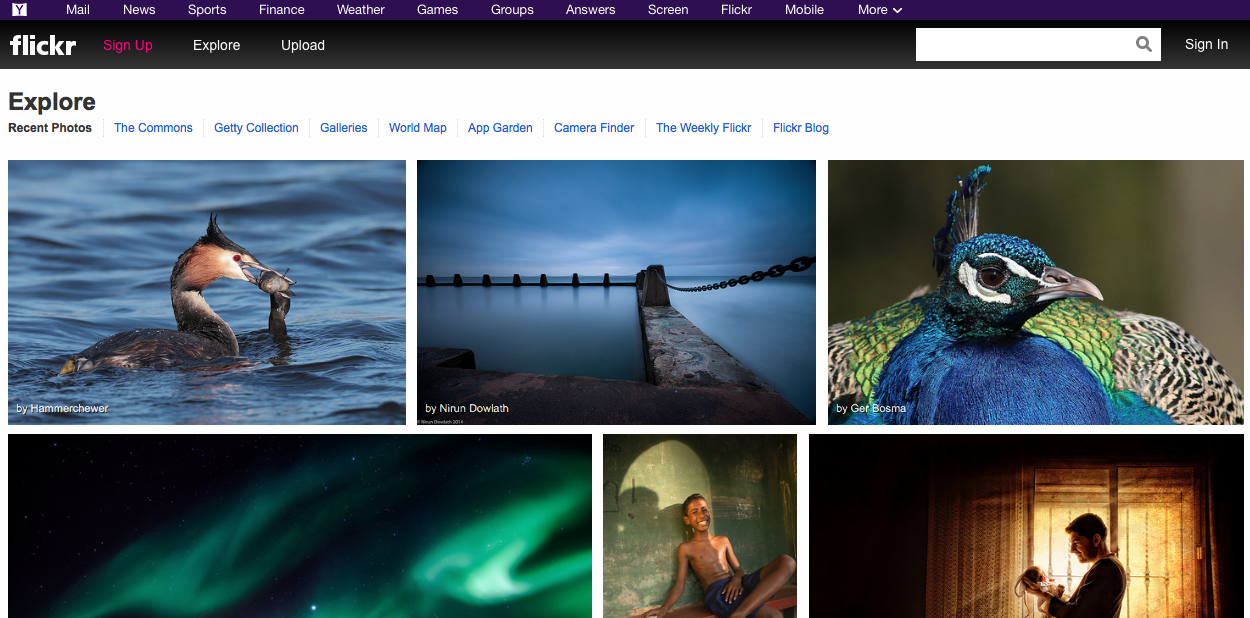 Y Mail News Sports Finance Weather Games Groups Answers Screen Flickr Mobile More
flickr Sign Up Explore Upload Sign In
Explore
Recent Photos The Commons Getty Collection Galleries World Map App Garden Camera Finder The Weekly Flickr Flickr Blog
by Hammerchewer
by Nirun Dowlath
by Ger Bosma
© Nirun Dowlath 2014